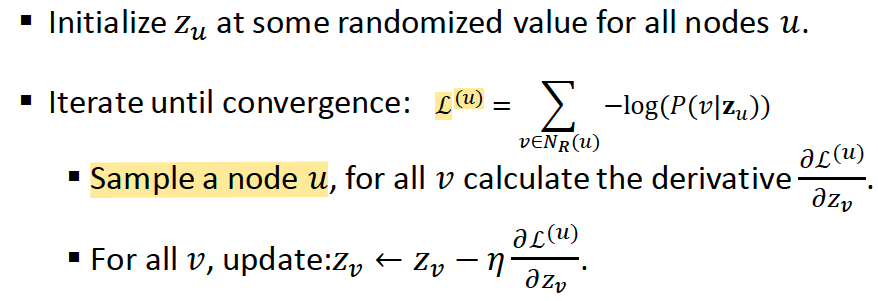 ▪ Initialize z_u at some randomized value for all nodes u.
▪ Iterate until convergence: ℒ^(u) = ∑_{v∈N_R(u)} −log(P(v|𝐳_u))
▪ Sample a node u, for all v calculate the derivative ∂ℒ^(u)/∂z_v.
▪ For all v, update:z_v ← z_v − η ∂ℒ^(u)/∂z_v.